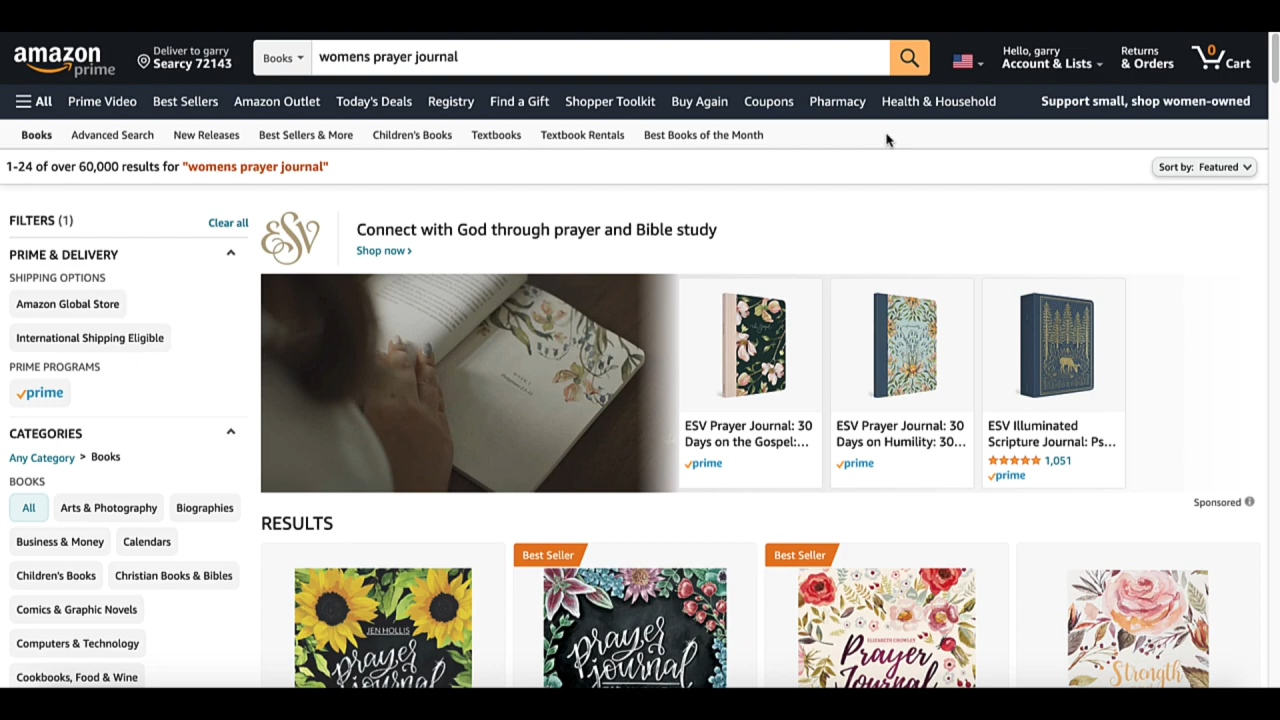 amazon
prime
Deliver to garry
Searcy 72143
Books
womens prayer journal
Hello, garry
Account & Lists
Returns
& Orders
0
Cart
All
Prime Video
Best Sellers
Amazon Outlet
Today's Deals
Registry
Find a Gift
Shopper Toolkit
Buy Again
Coupons
Pharmacy
Health & Household
Support small, shop women-owned
Books
Advanced Search
New Releases
Best Sellers & More
Children's Books
Textbooks
Textbook Rentals
Best Books of the Month
1-24 of over 60,000 results for "womens prayer journal"
Sort by: Featured
FILTERS (1)
Clear all
PRIME & DELIVERY
SHIPPING OPTIONS
Amazon Global Store
International Shipping Eligible
PRIME PROGRAMS
prime
CATEGORIES
Any Category > Books
BOOKS
All
Arts & Photography
Biographies
Business & Money
Calendars
Children's Books
Christian Books & Bibles
Comics & Graphic Novels
Computers & Technology
Cookbooks, Food & Wine
ESV
Connect with God through prayer and Bible study
Shop now ›
ESV Prayer Journal: 30
Days on the Gospel:...
prime
ESV Prayer Journal: 30
Days on Humility: 30...
prime
ESV Illuminated
Scripture Journal: Ps...
1,051
prime
Sponsored
RESULTS
JEN HOLLIS
prayer
journal
Best Seller
prayer
journal
Best Seller
ELIZABETH CROWLEY
Prayer
Journal
Strength